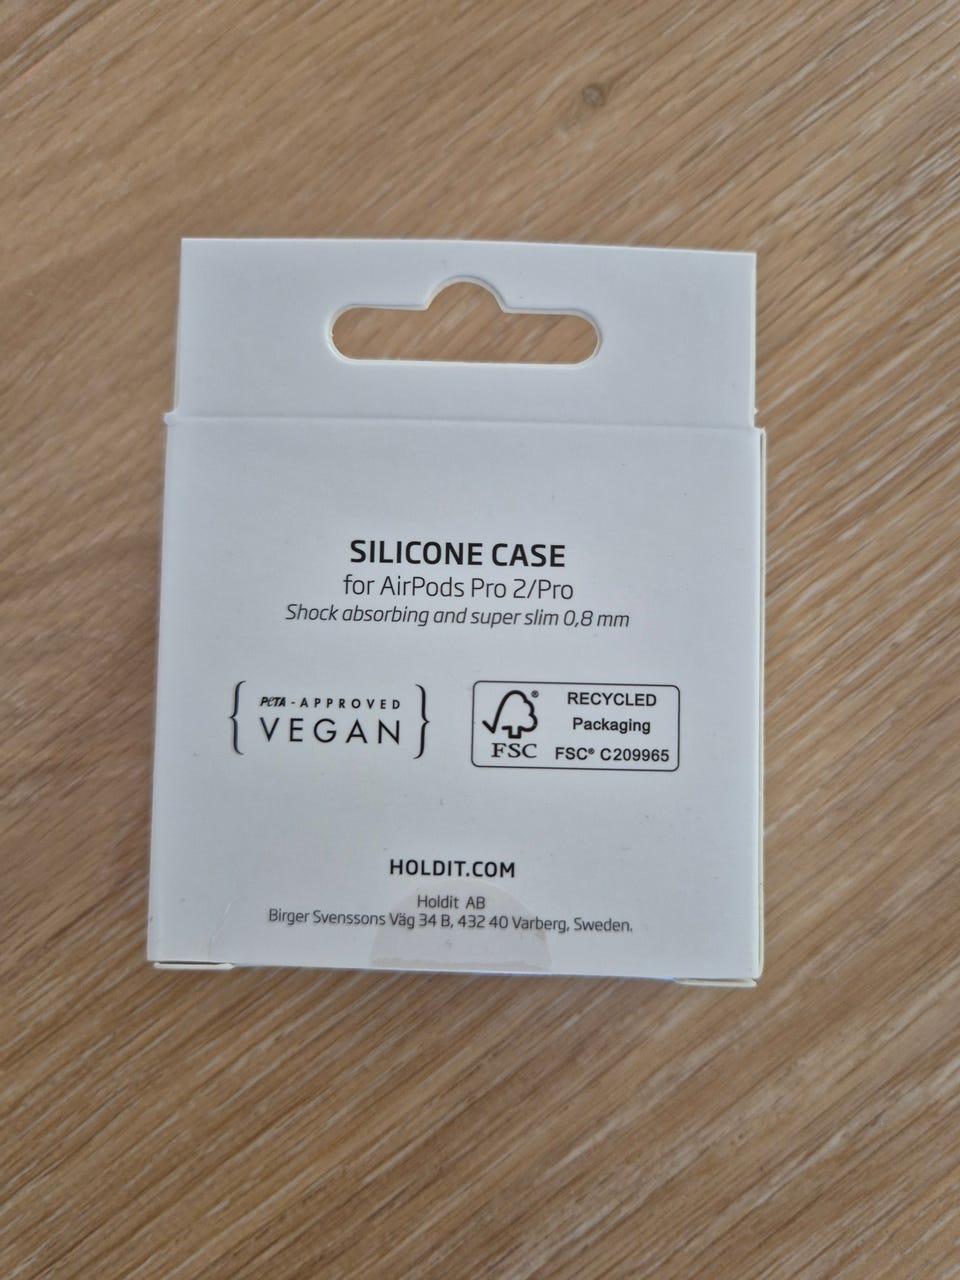 SILICONE CASE
for AirPods Pro 2/Pro
Shock absorbing and super slim 0,8 mm
PeTA-APPROVED
VEGAN
FSC®
RECYCLED
Packaging
FSC® C209965
HOLDIT.COM
Holdit AB
Birger Svenssons Väg 34 B, 432 40 Varberg, Sweden.